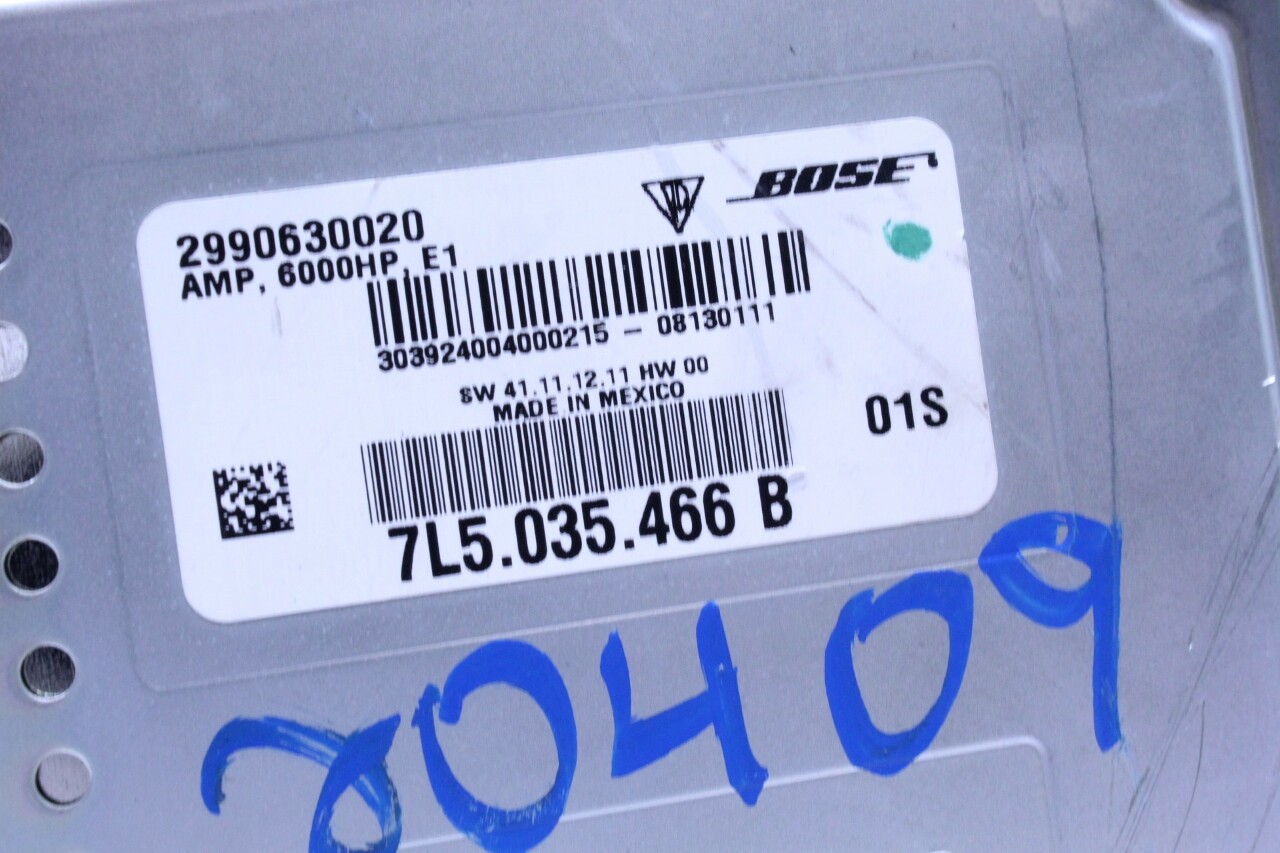 BOSE
2990630020
AMP, 6000HP, E1
303924004000215 - 08130111
SW 41.11.12.11 HW 00
MADE IN MEXICO
01S
7L5.035.466 B
20409